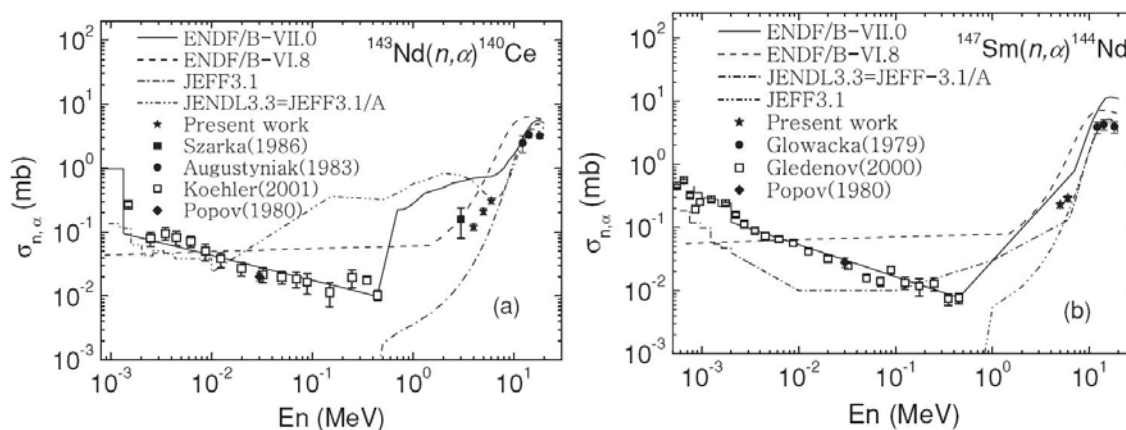 10²
10¹
10⁰
10⁻¹
10⁻²
10⁻³
σₙ,α (mb)
ENDF/B-VII.0
ENDF/B-VI.8
JEFF3.1
JENDL3.3=JEFF3.1/A
Present work
Szarka(1986)
Augustyniak(1983)
Koehler(2001)
Popov(1980)
¹⁴³Nd(n,α)¹⁴⁰Ce
(a)
10⁻³ 10⁻² 10⁻¹ 10⁰ 10¹
En (MeV)
10²
10¹
10⁰
10⁻¹
10⁻²
10⁻³
σₙ,α (mb)
ENDF/B-VII.0
ENDF/B-VI.8
JENDL3.3=JEFF-3.1/A
JEFF3.1
Present work
Glowacka(1979)
Gledenov(2000)
Popov(1980)
¹⁴⁷Sm(n,α)¹⁴⁴Nd
(b)
10⁻³ 10⁻² 10⁻¹ 10⁰ 10¹
En (MeV)